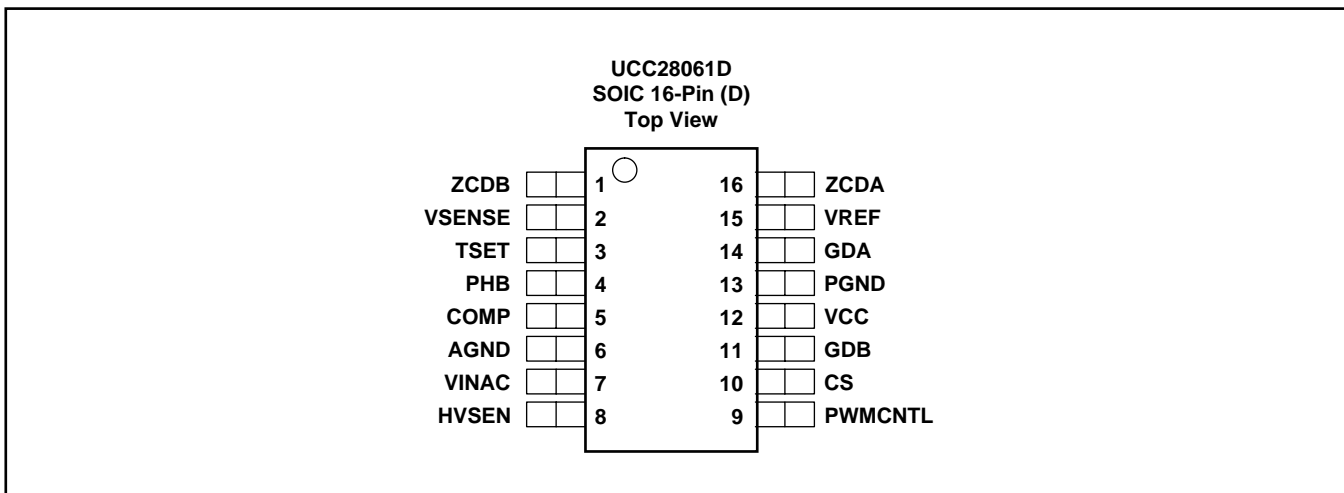 UCC28061D
SOIC 16-Pin (D)
Top View
ZCDB 1 16 ZCDA
VSENSE 2 15 VREF
TSET 3 14 GDA
PHB 4 13 PGND
COMP 5 12 VCC
AGND 6 11 GDB
VINAC 7 10 CS
HVSEN 8 9 PWMCNTL